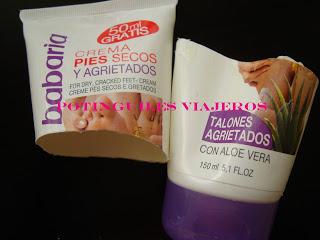 babaria
50ml
GRATIS
CREMA
PIES SECOS
Y AGRIETADOS
FOR DRY, CRACKED FEET-CREAM
CREME PÉS SECOS E GRETADOS
POTINGUILES VIAJEROS
TALONES
AGRIETADOS
CON ALOE VERA
150 ml 5,1 FL.OZ